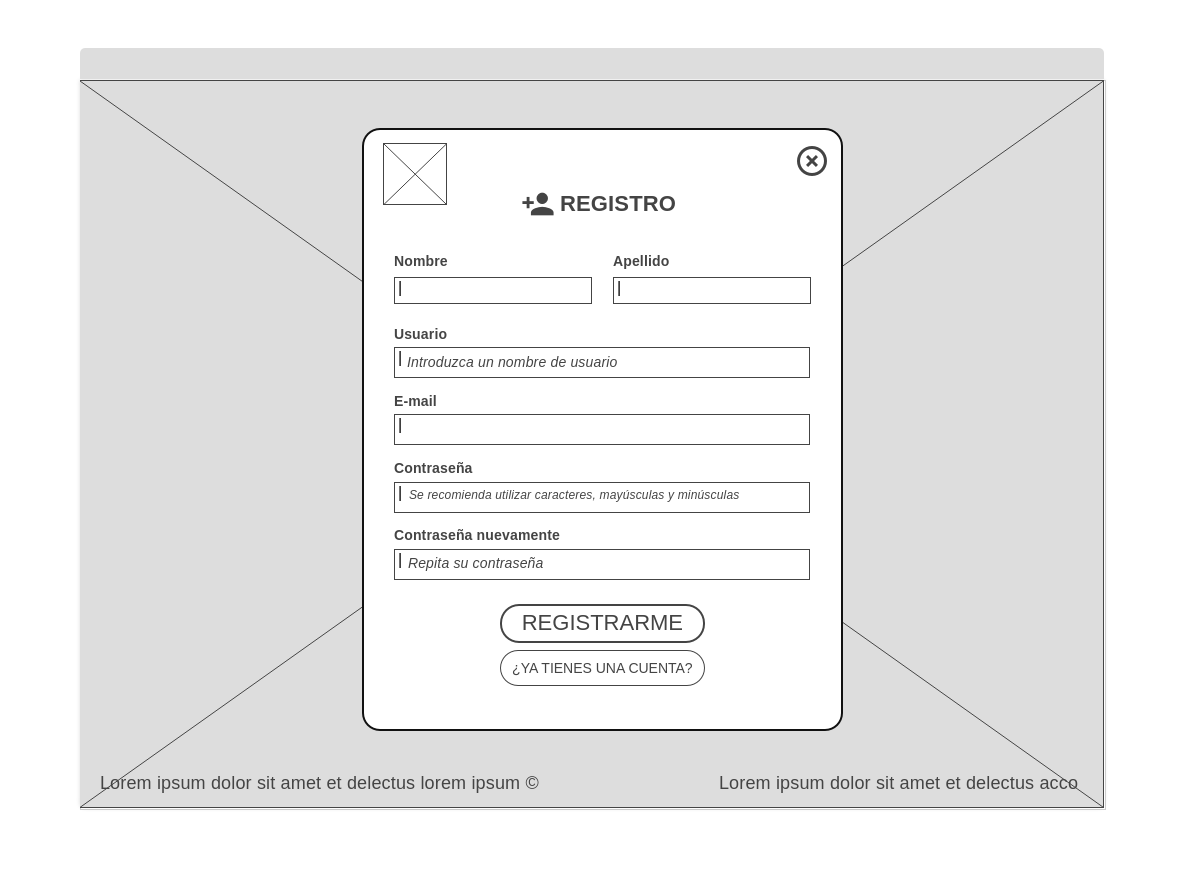 REGISTRO
Nombre
Apellido
Usuario
Introduzca un nombre de usuario
E-mail
Contraseña
Se recomienda utilizar caracteres, mayúsculas y minúsculas
Contraseña nuevamente
Repita su contraseña
REGISTRARME
¿YA TIENES UNA CUENTA?
Lorem ipsum dolor sit amet et delectus lorem ipsum ©
Lorem ipsum dolor sit amet et delectus acco